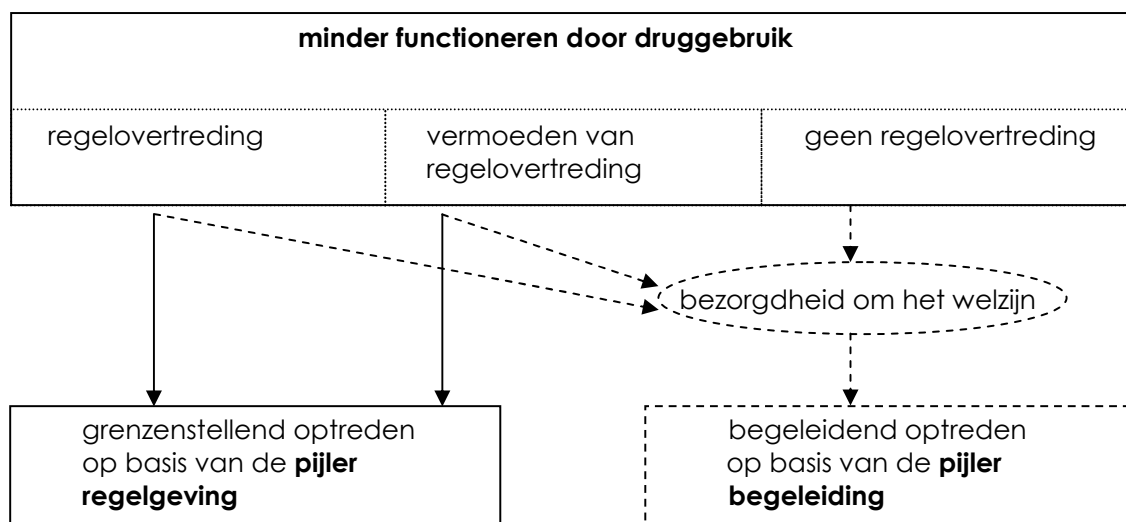 minder functioneren door druggebruik
regelovertreding
vermoeden van
regelovertreding
geen regelovertreding
bezorgdheid om het welzijn
grenzenstellend optreden
op basis van de pijler
regelgeving
begeleidend optreden
op basis van de pijler
begeleiding